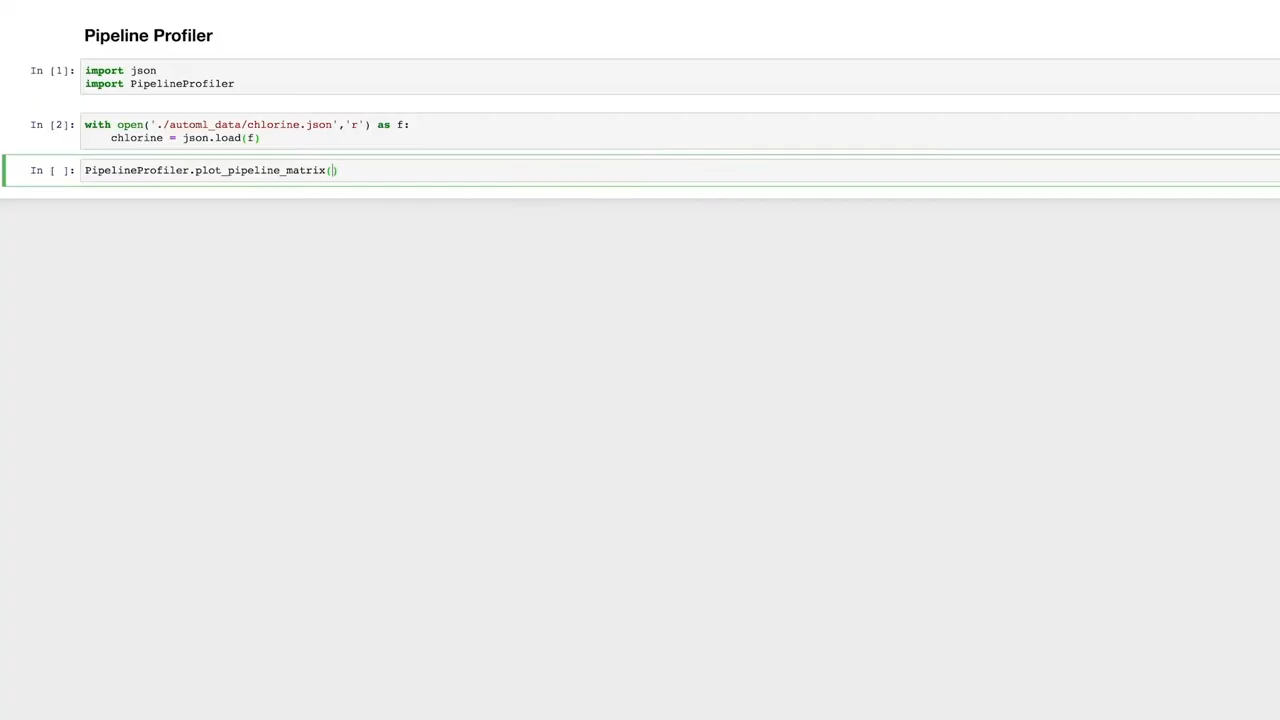 Pipeline Profiler
In [1]: import json
import PipelineProfiler
In [2]: with open('./automl_data/chlorine.json','r') as f:
    chlorine = json.load(f)
In [ ]: PipelineProfiler.plot_pipeline_matrix()